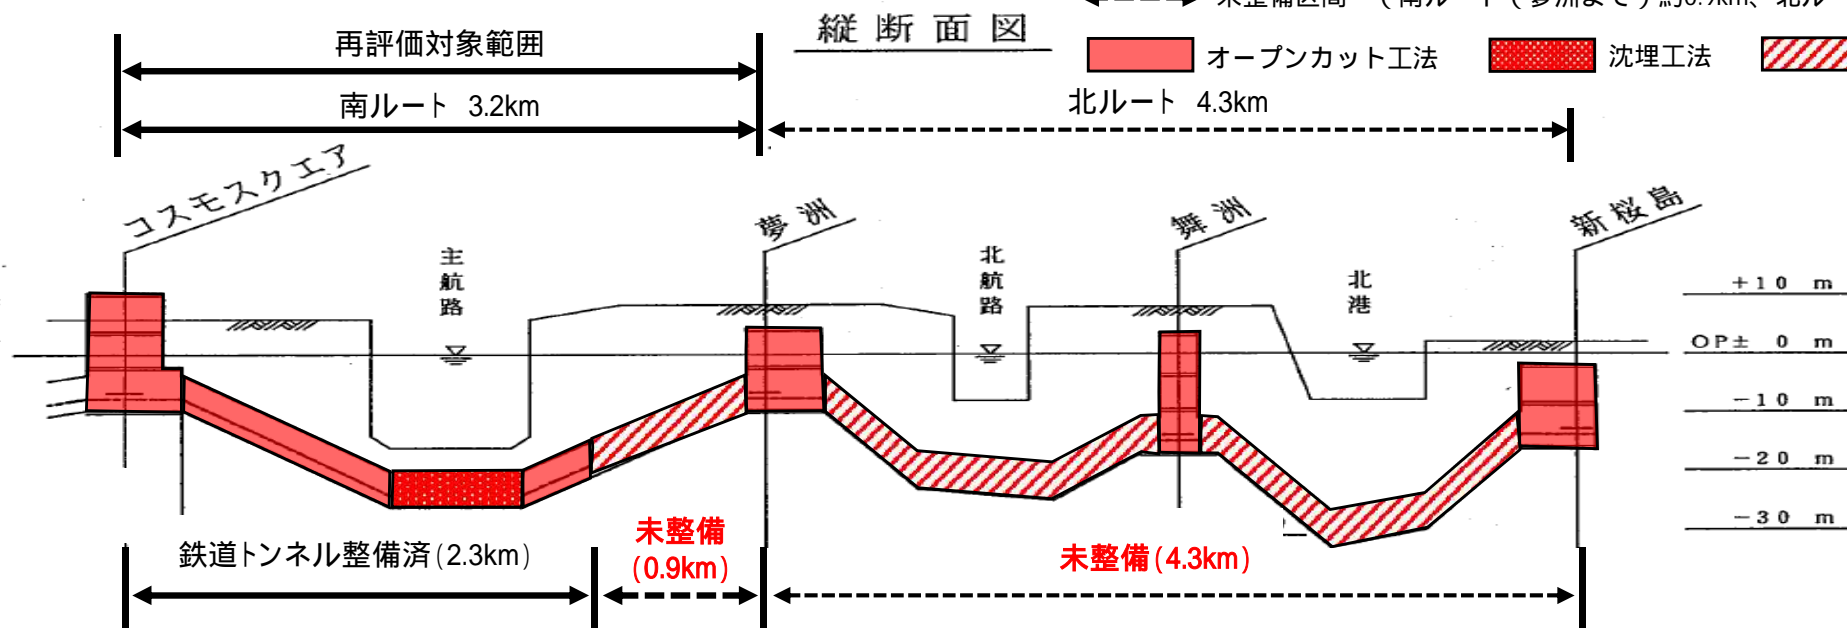 縦断面図
再評価対象範囲
オープンカット工法
沈埋工法
南ルート 3.2km
北ルート 4.3km
コスモスクエア
夢洲
舞洲
新桜島
主航路
北航路
北港
+10 m
OP± 0 m
-10 m
-20 m
-30 m
鉄道トンネル整備済(2.3km)
未整備
(0.9km)
未整備(4.3km)